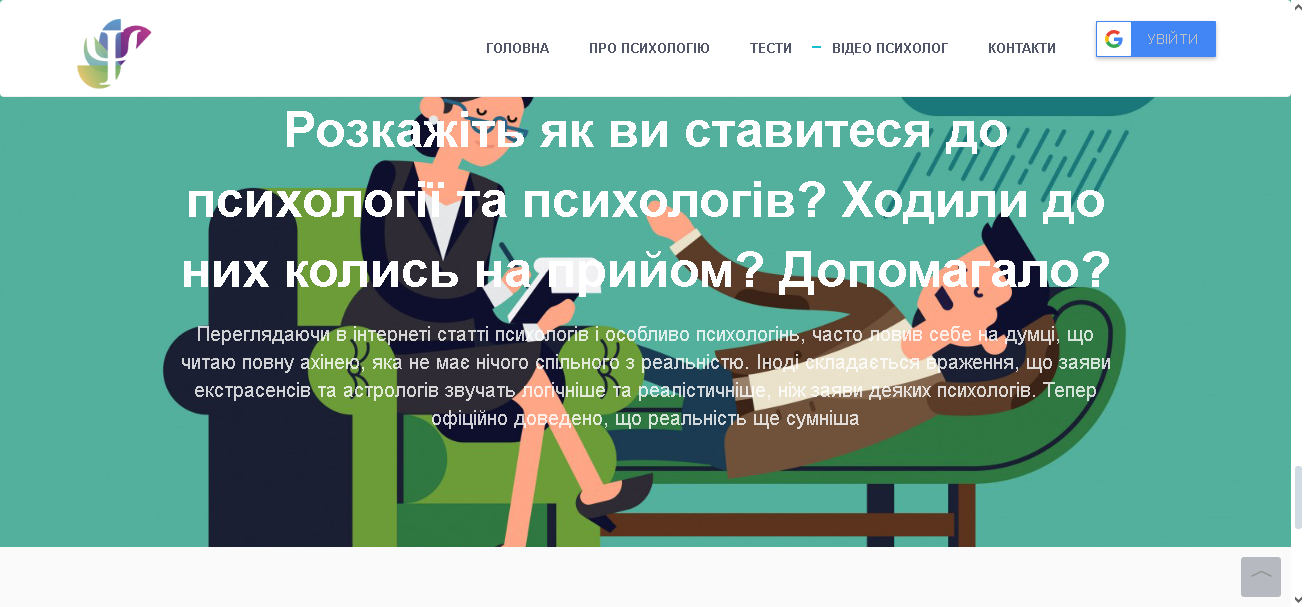 ГОЛОВНА ПРО ПСИХОЛОГІЮ ТЕСТИ ВІДЕО ПСИХОЛОГ КОНТАКТИ УВІЙТИ
Розкажіть як ви ставитеся до
психології та психологів? Ходили до
них колись на прийом? Допомагало?
Переглядаючи в інтернеті статті психологів і особливо психологінь, часто ловив себе на думці, що
читаю повну ахінею, яка не має нічого спільного з реальністю. Іноді складається враження, що заяви
екстрасенсів та астрологів звучать логічніше та реалістичніше, ніж заяви деяких психологів. Тепер
офіційно доведено, що реальність ще сумніша